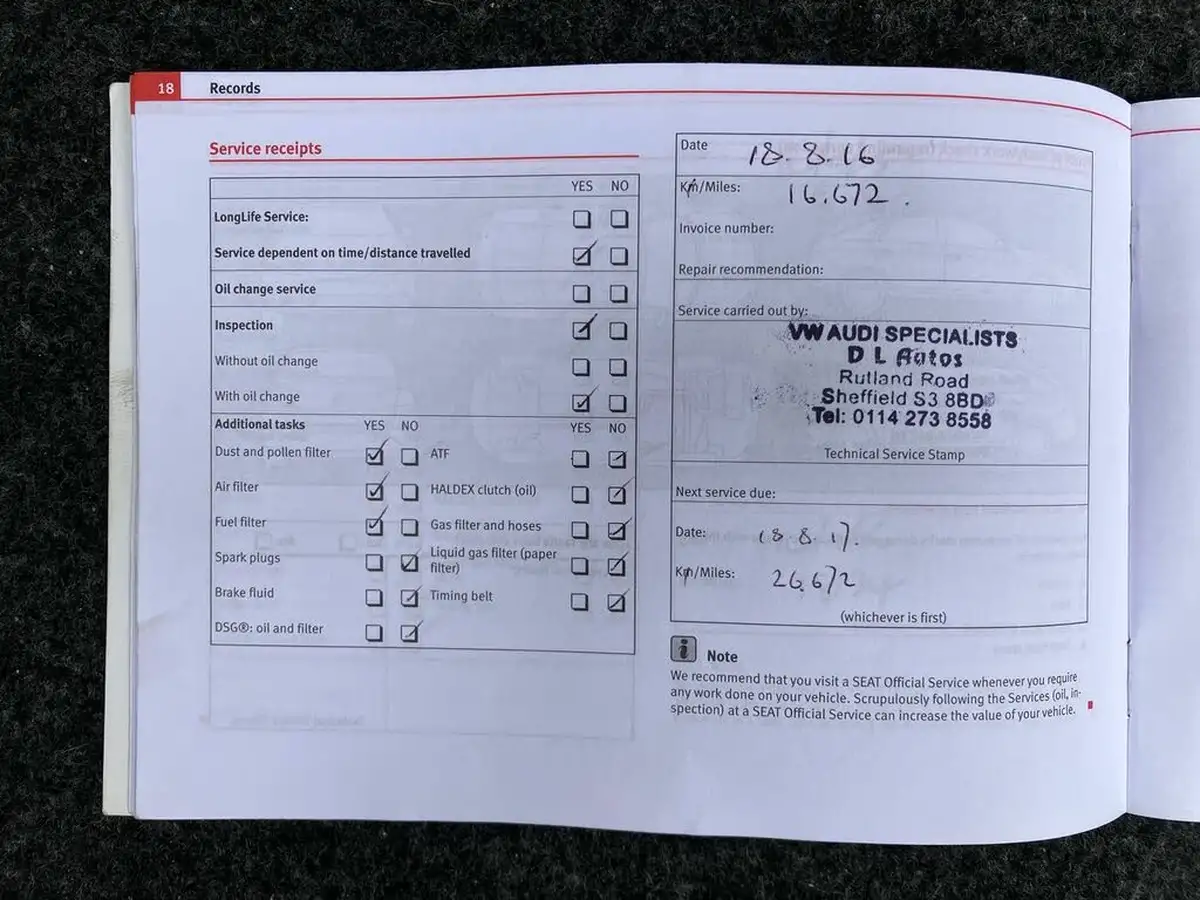 18 Records
Service receipts
YES NO
LongLife Service: ☐ ☐
Service dependent on time/distance travelled ☑ ☐
Oil change service ☐ ☐
Inspection ☑ ☐
Without oil change ☐ ☐
With oil change ☑ ☐
Additional tasks YES NO YES NO
Dust and pollen filter ☑ ☐ ATF ☐ ☑
Air filter ☑ ☐ HALDEX clutch (oil) ☐ ☑
Fuel filter ☑ ☐ Gas filter and hoses ☐ ☑
Spark plugs ☐ ☑ Liquid gas filter (paper
filter) ☐ ☑
Brake fluid ☐ ☑ Timing belt ☐ ☑
DSG®: oil and filter ☐ ☑
Date 18.8.16
Km/Miles: 16.672.
Invoice number:
Repair recommendation:
Service carried out by:
VW AUDI SPECIALISTS
D L Autos
Rutland Road
Sheffield S3 8BD
Tel: 0114 273 8558
Technical Service Stamp
Next service due:
Date: 18.8.17.
Km/Miles: 26.672
(whichever is first)
i Note
We recommend that you visit a SEAT Official Service whenever you require
any work done on your vehicle. Scrupulously following the Services (oil, in-
spection) at a SEAT Official Service can increase the value of your vehicle.